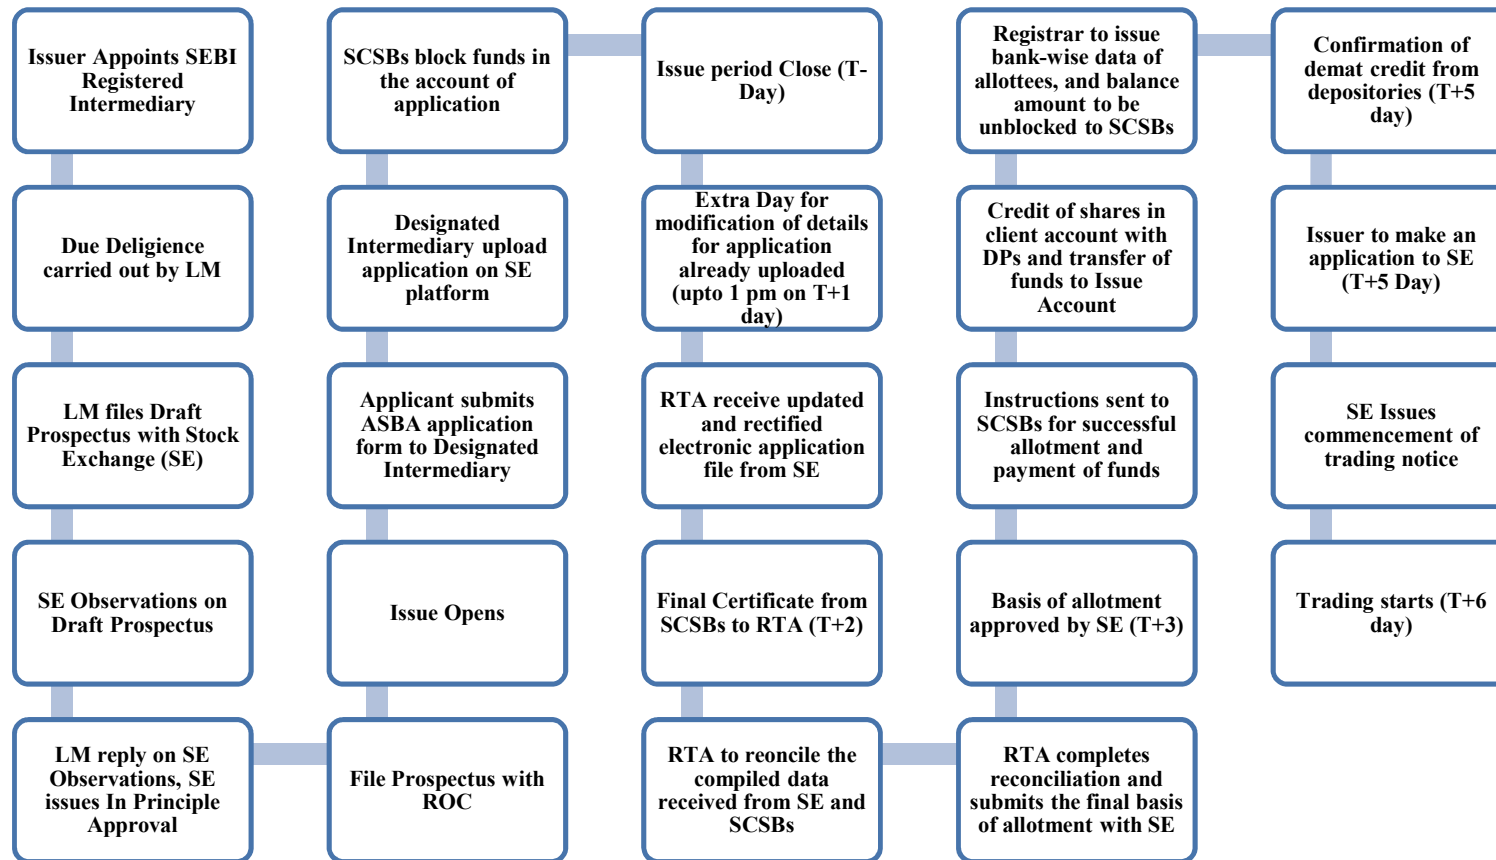 Issuer Appoints SEBI
Registered
Intermediary
Due Deligience
carried out by LM
LM files Draft
Prospectus with Stock
Exchange (SE)
SE Observations on
Draft Prospectus
LM reply on SE
Observations, SE
issues In Principle
Approval
File Prospectus with
ROC
Issue Opens
Applicant submits
ASBA application
form to Designated
Intermediary
Designated
Intermediary upload
application on SE
platform
SCSBs block funds in
the account of
application
Issue period Close (T-
Day)
Extra Day for
modification of details
for application
already uploaded
(upto 1 pm on T+1
day)
RTA receive updated
and rectified
electronic application
file from SE
Final Certificate from
SCSBs to RTA (T+2)
RTA to reconcile the
compiled data
received from SE and
SCSBs
RTA completes
reconciliation and
submits the final basis
of allotment with SE
Basis of allotment
approved by SE (T+3)
Instructions sent to
SCSBs for successful
allotment and
payment of funds
Credit of shares in
client account with
DPs and transfer of
funds to Issue
Account
Registrar to issue
bank-wise data of
allottees, and balance
amount to be
unblocked to SCSBs
Confirmation of
demat credit from
depositories (T+5
day)
Issuer to make an
application to SE
(T+5 Day)
SE Issues
commencement of
trading notice
Trading starts (T+6
day)